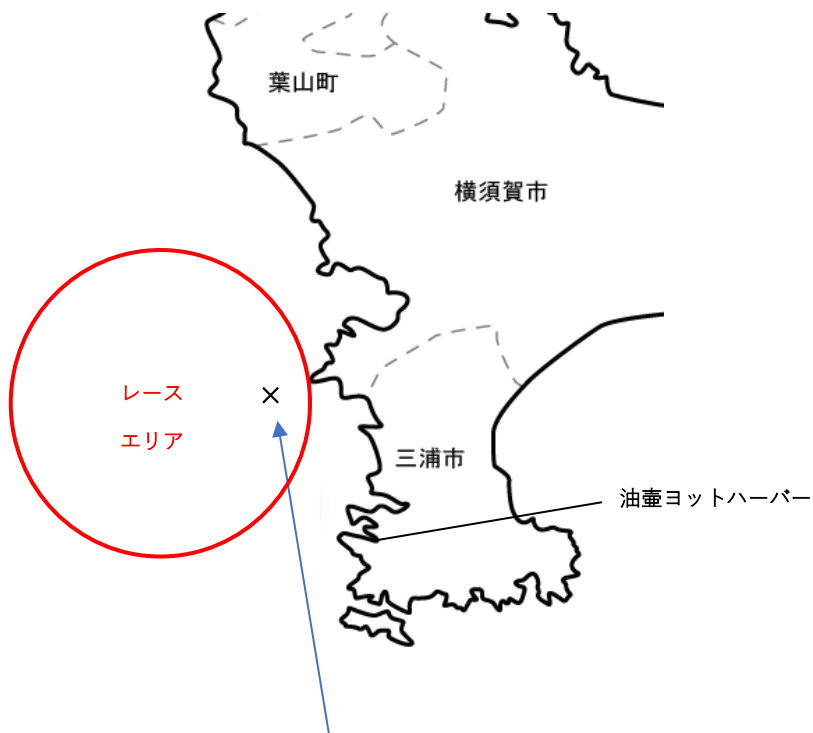 葉山町
横須賀市
レース
エリア
三浦市
油壷ヨットハーバー